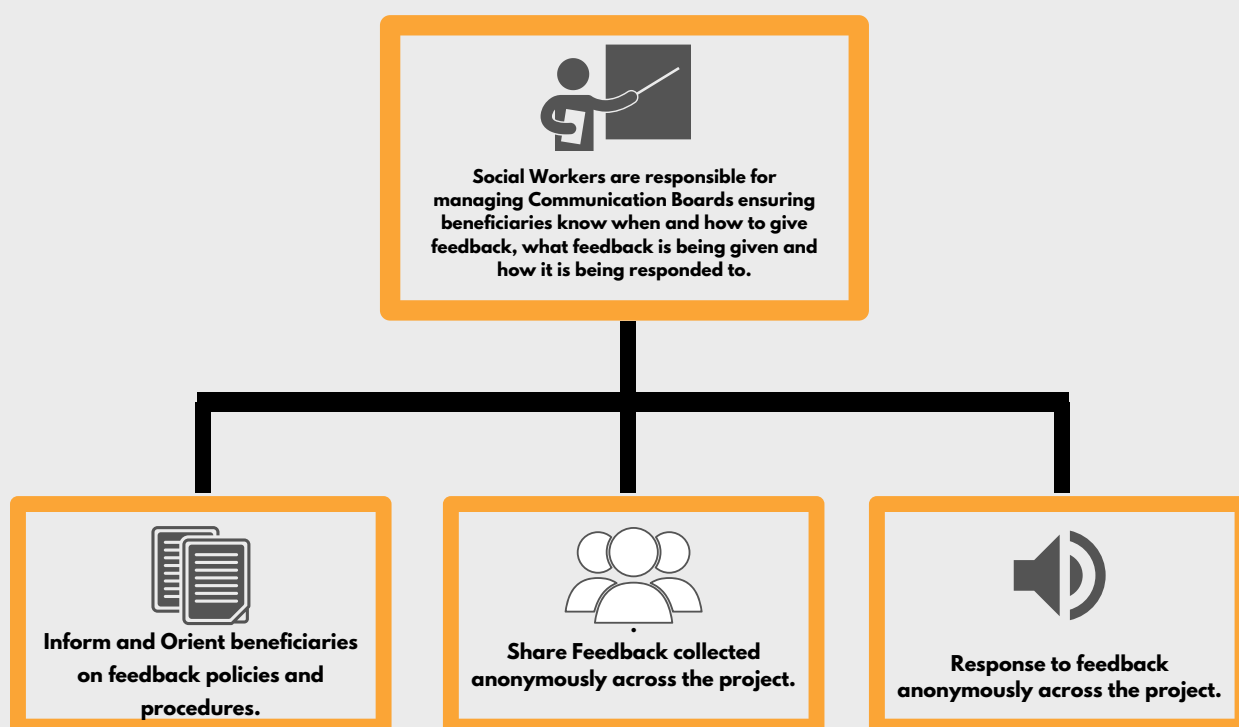 Social Workers are responsible for
managing Communication Boards ensuring
beneficiaries know when and how to give
feedback, what feedback is being given and
how it is being responded to.
Inform and Orient beneficiaries
on feedback policies and
procedures.
.
Share Feedback collected
anonymously across the project.
Response to feedback
anonymously across the project.